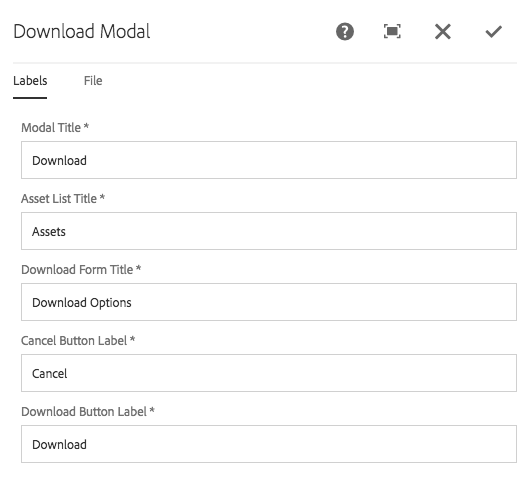 Download Modal
Labels File
Modal Title *
Download
Asset List Title *
Assets
Download Form Title *
Download Options
Cancel Button Label *
Cancel
Download Button Label *
Download